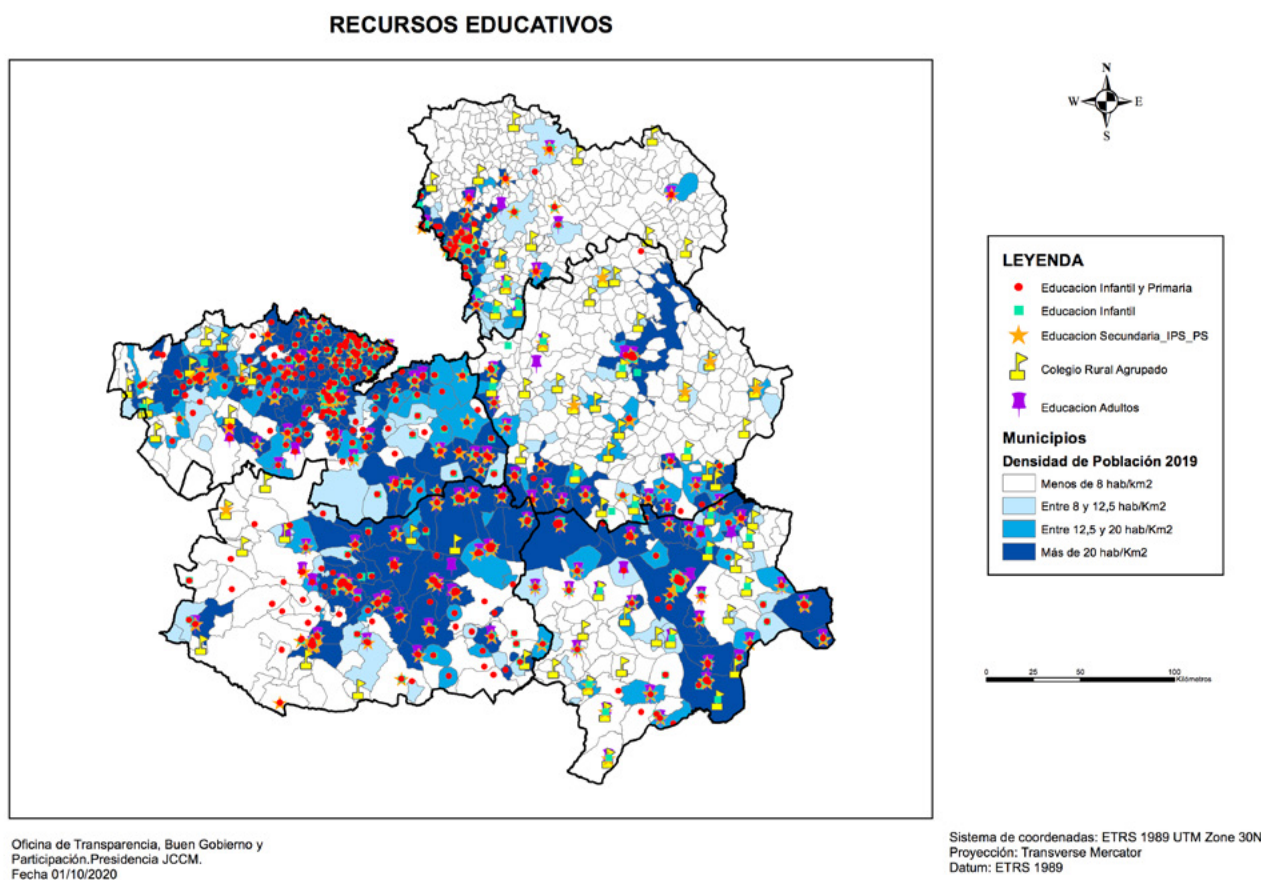 RECURSOS EDUCATIVOS
N
W
E
S
LEYENDA
Educacion Infantil y Primaria
Educacion Infantil
Educacion Secundaria_IPS_PS
Colegio Rural Agrupado
Educacion Adultos
Municipios
Densidad de Población 2019
Menos de 8 hab/km2
Entre 8 y 12,5 hab/Km2
Entre 12,5 y 20 hab/Km2
Más de 20 hab/Km2
0 25 50 100
Kilómetros
Oficina de Transparencia, Buen Gobierno y
Participación.Presidencia JCCM.
Fecha 01/10/2020
Sistema de coordenadas: ETRS 1989 UTM Zone 30N
Proyección: Transverse Mercator
Datum: ETRS 1989